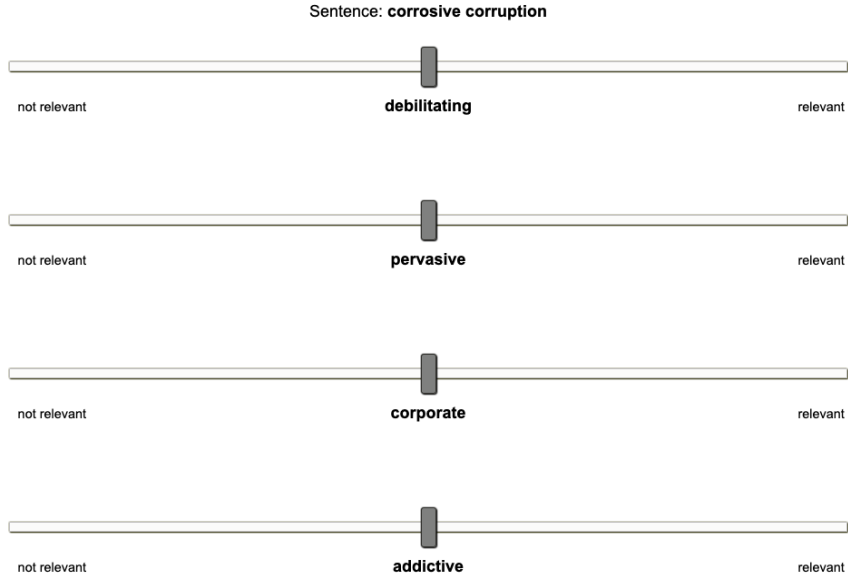 Sentence: corrosive corruption
not relevant debilitating relevant
not relevant pervasive relevant
not relevant corporate relevant
not relevant addictive relevant